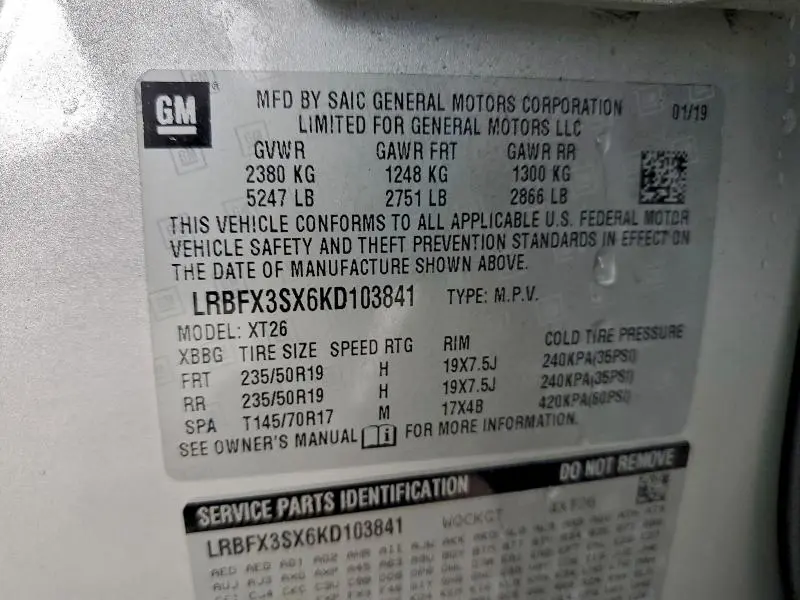 GM
MFD BY SAIC GENERAL MOTORS CORPORATION 01/19
LIMITED FOR GENERAL MOTORS LLC
GVWR GAWR FRT GAWR RR
2380 KG 1248 KG 1300 KG
5247 LB 2751 LB 2866 LB
THIS VEHICLE CONFORMS TO ALL APPLICABLE U.S. FEDERAL MOTOR
VEHICLE SAFETY AND THEFT PREVENTION STANDARDS IN EFFECT ON
THE DATE OF MANUFACTURE SHOWN ABOVE.
LRBFX3SX6KD103841 TYPE: M.P.V.
MODEL: XT26
XBBG TIRE SIZE SPEED RTG RIM COLD TIRE PRESSURE
FRT 235/50R19 H 19X7.5J 240KPA(35PSI)
RR 235/50R19 H 19X7.5J 240KPA(35PSI)
SPA T145/70R17 M 17X4B 420KPA(60PSI)
SEE OWNER'S MANUAL FOR MORE INFORMATION.
SERVICE PARTS IDENTIFICATION DO NOT REMOVE
LRBFX3SX6KD103841 WOCKGT 4XT26